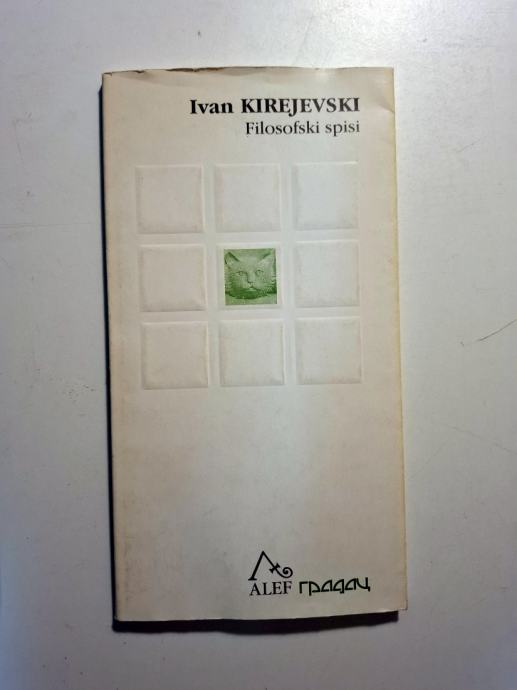 Ivan KIREJEVSKI
Filosofski spisi
ALEF градац